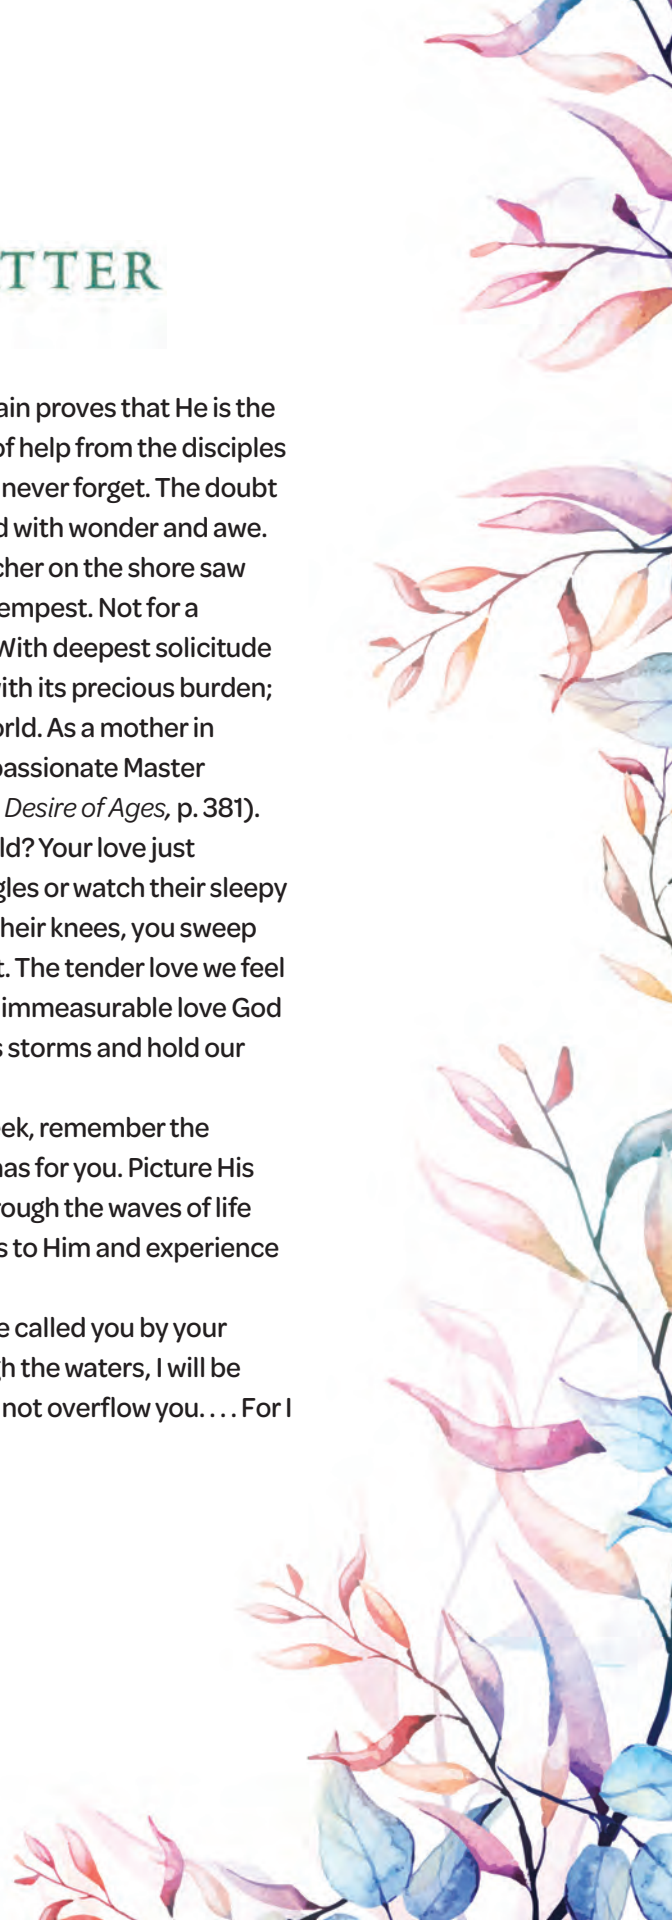 TTER
ain proves that He is the
of help from the disciples
never forget. The doubt
d with wonder and awe.
cher on the shore saw
empest. Not for a
With deepest solicitude
vith its precious burden;
orld. As a mother in
passionate Master
Desire of Ages, p. 381).
ld? Your love just
gles or watch their sleepy
heir knees, you sweep
t. The tender love we feel
immeasurable love God
s storms and hold our
ek, remember the
has for you. Picture His
rough the waves of life
s to Him and experience
e called you by your
gh the waters, I will be
not overflow you. . . . For I